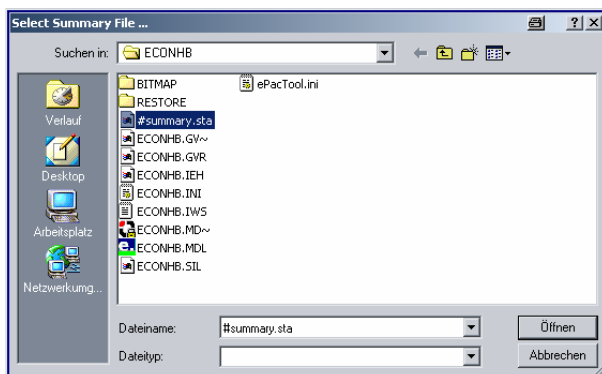 Select Summary File ...
Suchen in:
ECONHB
Verlauf
Desktop
Arbeitsplatz
Netzwerkumg...
BITMAP
RESTORE
#summary.sta
ECONHB.GV~
ECONHB.GVR
ECONHB.IEH
ECONHB.INI
ECONHB.IWS
ECONHB.MD~
ECONHB.MDL
ECONHB.SIL
ePacTool.ini
Dateiname:
#summary.sta
Öffnen
Dateityp:
Abbrechen